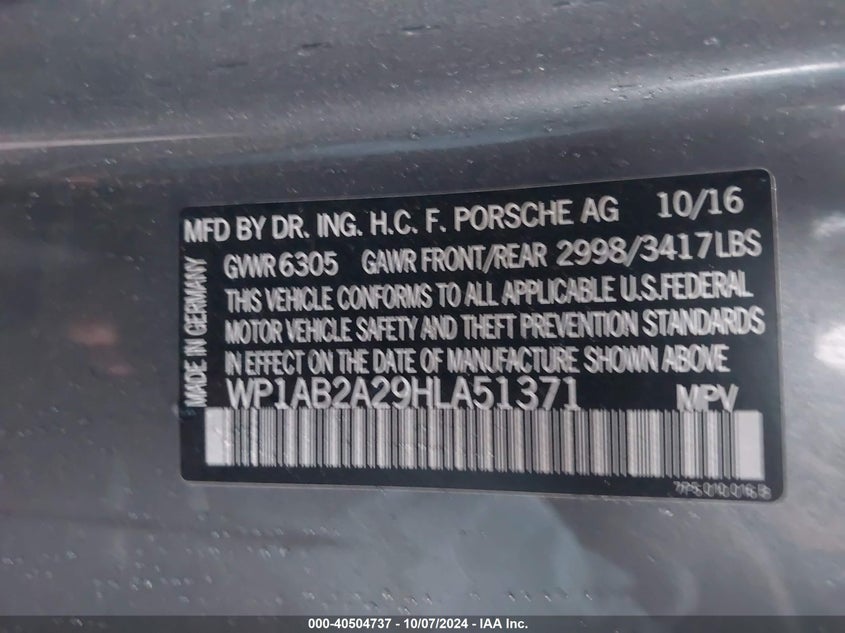 MFD BY DR. ING. H.C. F. PORSCHE AG 10/16
GVWR 6305 GAWR FRONT/REAR 2998/3417LBS
THIS VEHICLE CONFORMS TO ALL APPLICABLE U.S.FEDERAL
MOTOR VEHICLE SAFETY AND THEFT PREVENTION STANDARDS
IN EFFECT ON THE DATE OF MANUFACTURE SHOWN ABOVE
WP1AB2A29HLA51371 MPV
MADE IN GERMANY
000-40504737 - 10/07/2024 - IAA Inc.